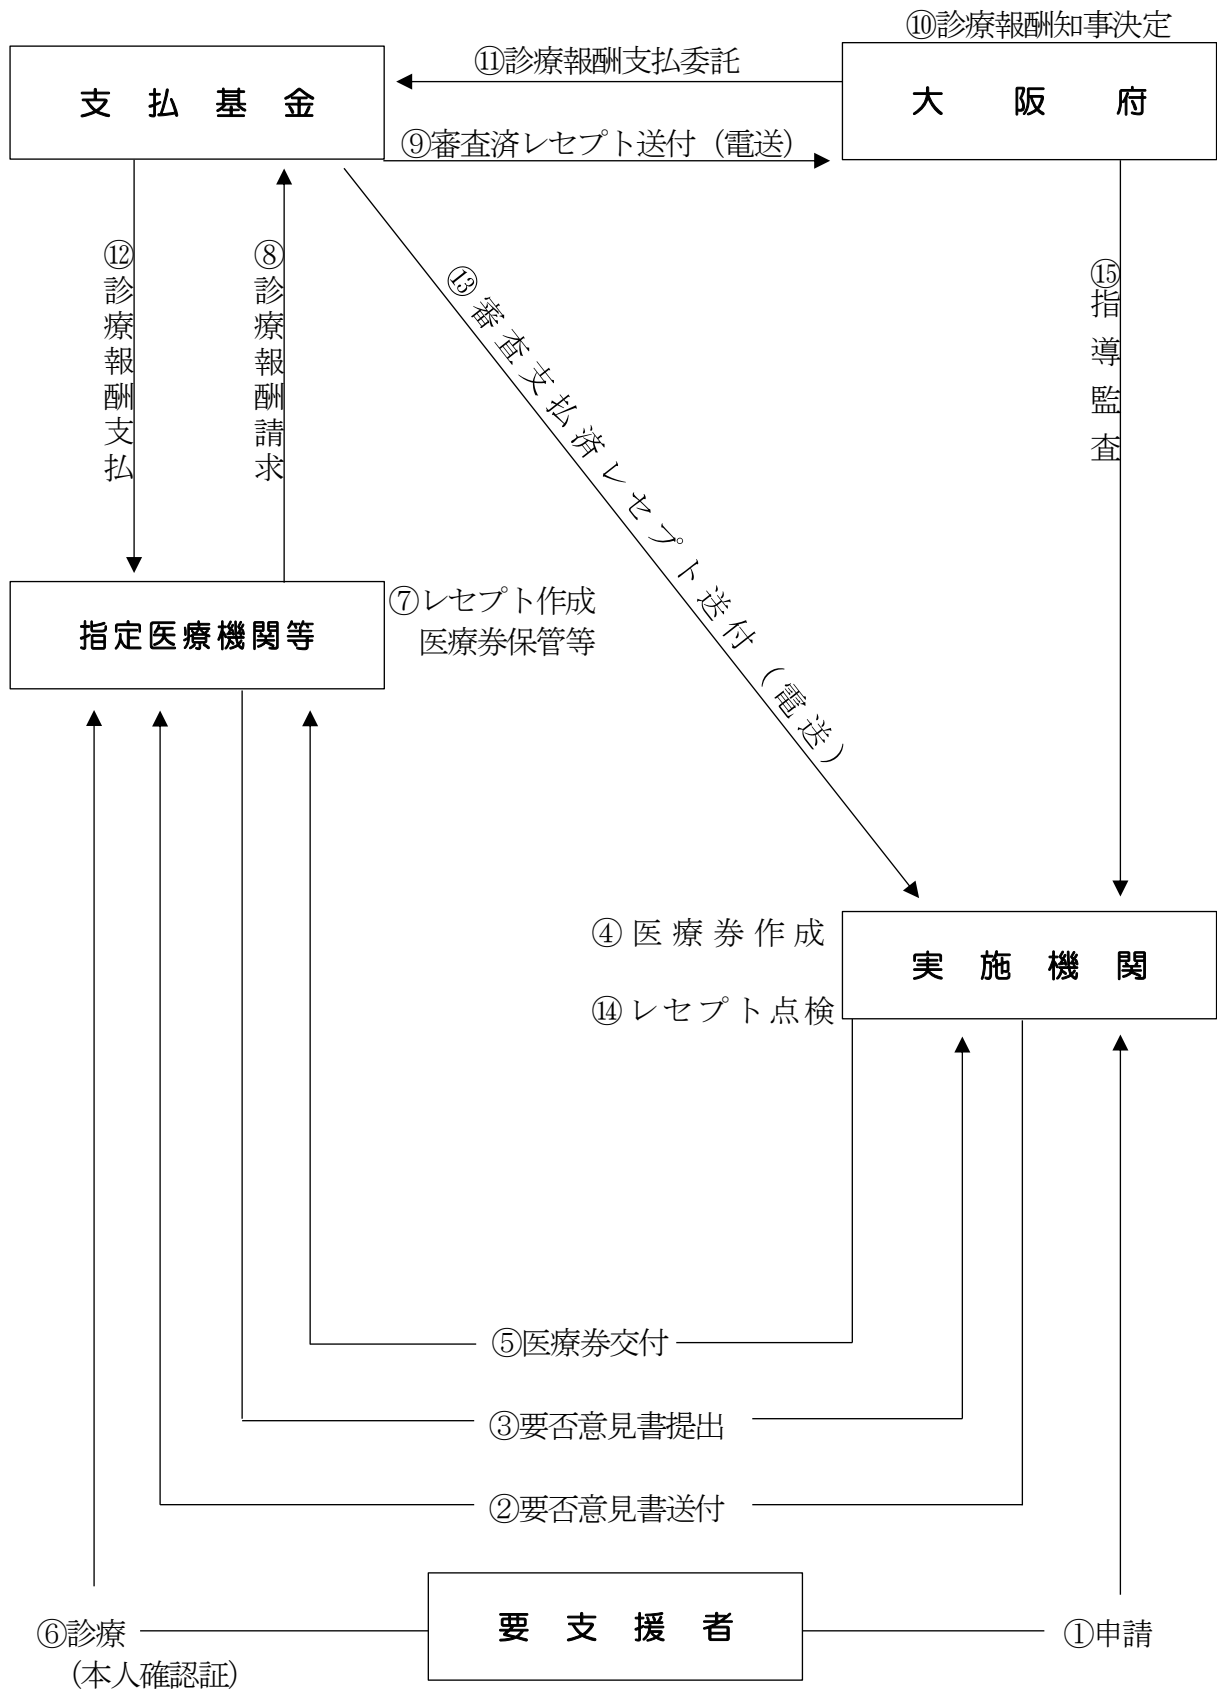 ⑩診療報酬知事決定
支払基金
⑪診療報酬支払委託
大阪府
⑨審査済レセプト送付（電送）
⑫診療報酬支払
⑧診療報酬請求
⑬審査支払済レセプト送付（電送）
⑮指導監査
指定医療機関等
⑦レセプト作成
医療券保管等
④医療券作成
実施機関
⑭レセプト点検
⑤医療券交付
③要否意見書提出
②要否意見書送付
要支援者
⑥診療
（本人確認証）
①申請